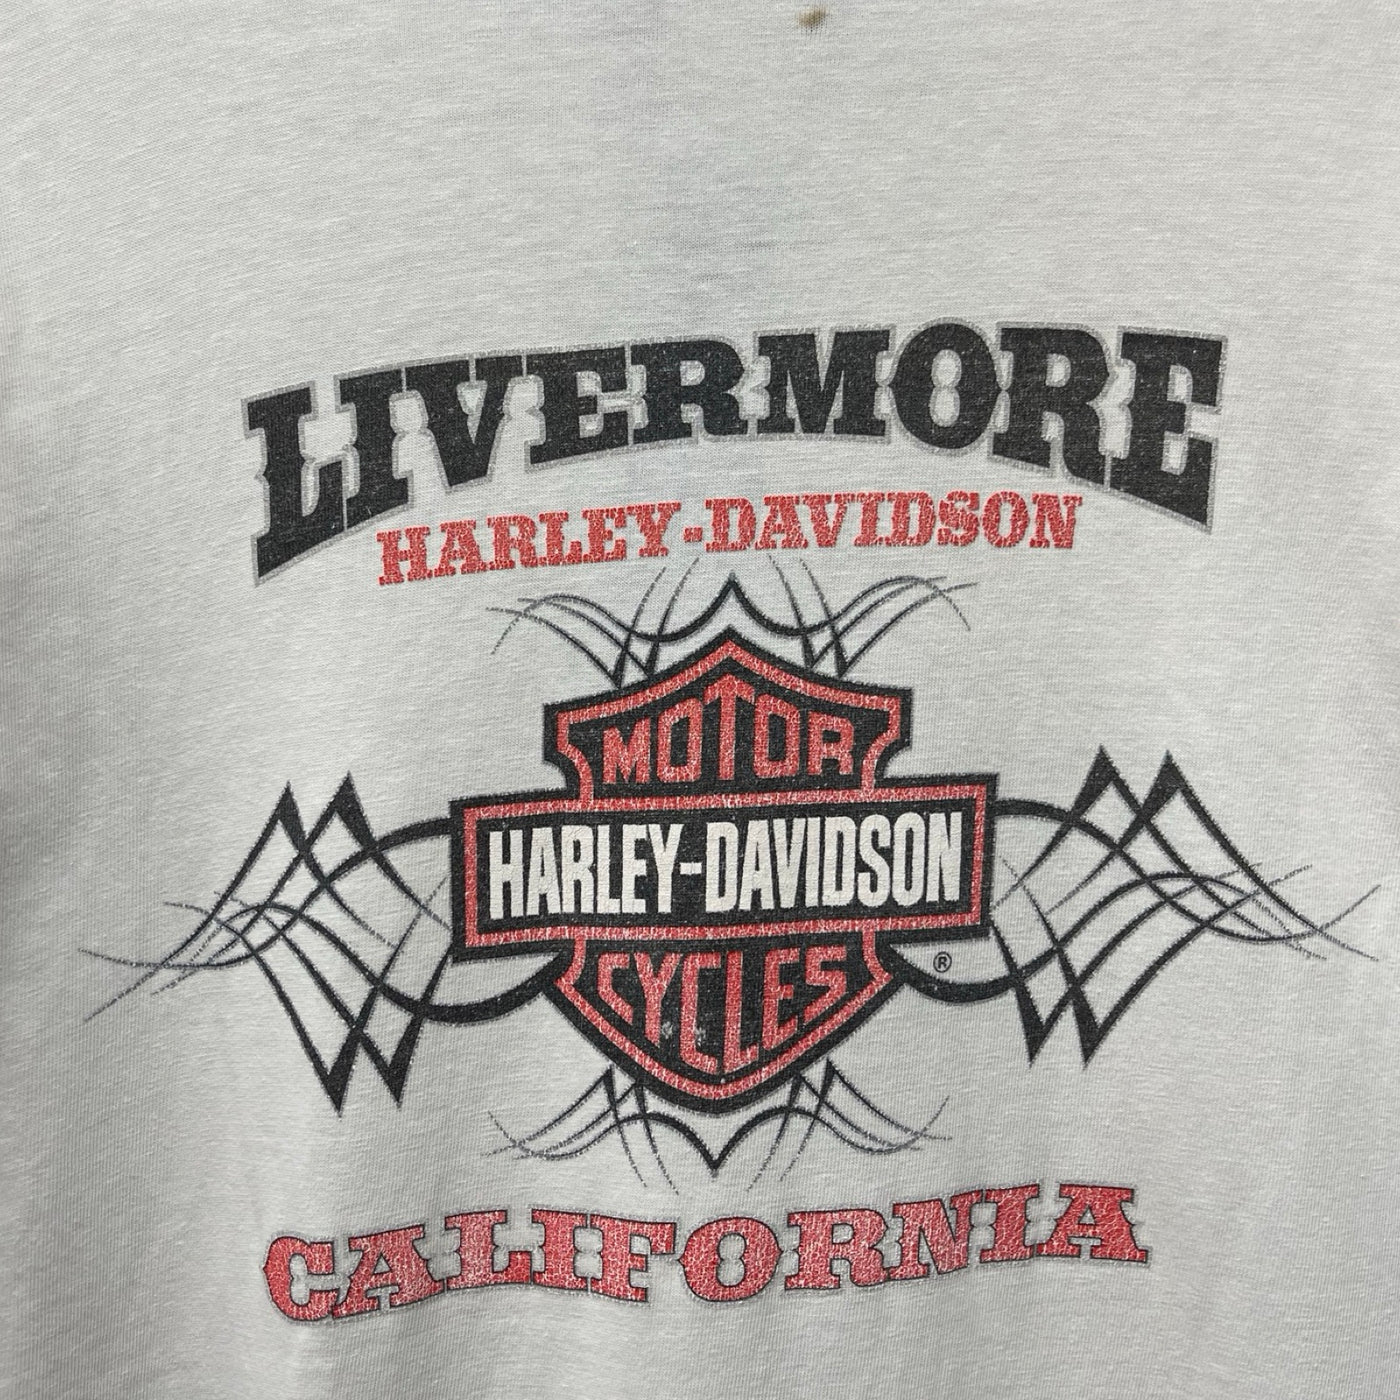 LIVERMORE
HARLEY-DAVIDSON
MOTOR
HARLEY-DAVIDSON
CYCLES
®
CALIFORNIA